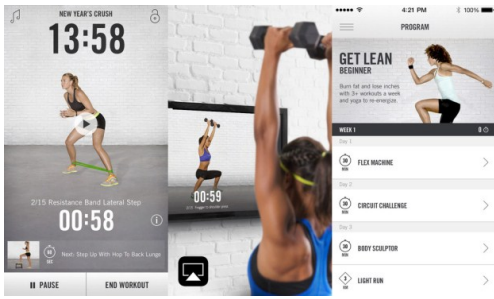 NEW YEAR'S CRUSH
13:58
2/15 Resistance Band Lateral Step
00:58
30
MIN
Next: Step Up With Hop To Back Lunge
PAUSE
END WORKOUT
00:59
4:21 PM
100%
PROGRAM
GET LEAN
BEGINNER
Burn fat and lose inches
with 3+ workouts a week
and yoga to re-energize.
WEEK 1
Day 1
30
MIN
FLEX MACHINE
Day 2
30
MIN
CIRCUIT CHALLENGE
Day 3
30
MIN
BODY SCULPTOR
3
LIGHT RUN